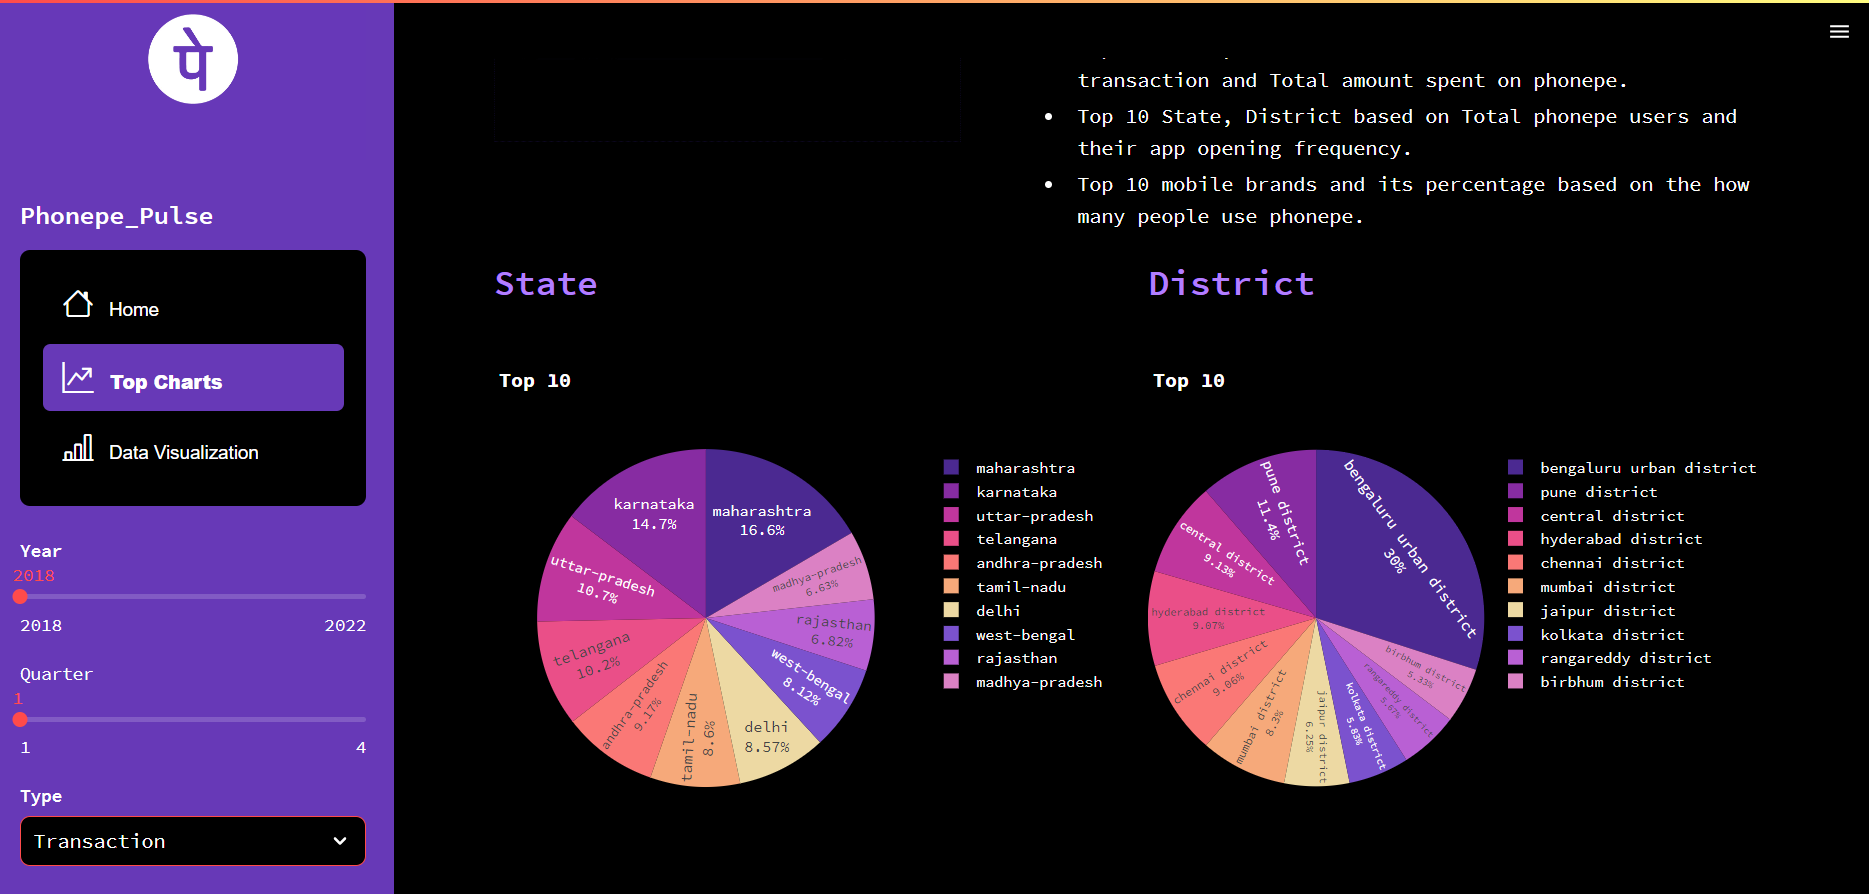 पे
Phonepe_Pulse
Home
Top Charts
Data Visualization
Year
2018
2018 2022
Quarter
1
1 4
Type
Transaction
transaction and Total amount spent on phonepe.
Top 10 State, District based on Total phonepe users and
their app opening frequency.
Top 10 mobile brands and its percentage based on the how
many people use phonepe.
State
Top 10
karnataka
14.7%
maharashtra
16.6%
uttar-pradesh
10.7%
madhya-pradesh
6.63%
rajasthan
6.82%
telangana
10.2%
west-bengal
8.12%
andhra-pradesh
9.17%
tamil-nadu
8.6%
delhi
8.57%
maharashtra
karnataka
uttar-pradesh
telangana
andhra-pradesh
tamil-nadu
delhi
west-bengal
rajasthan
madhya-pradesh
District
Top 10
pune district
11.4%
bengaluru urban district
30%
central district
9.13%
hyderabad district
9.07%
chennai district
9.06%
mumbai district
8.3%
jaipur district
6.25%
kolkata district
5.83%
rangareddy district
5.67%
birbhum district
5.33%
bengaluru urban district
pune district
central district
hyderabad district
chennai district
mumbai district
jaipur district
kolkata district
rangareddy district
birbhum district